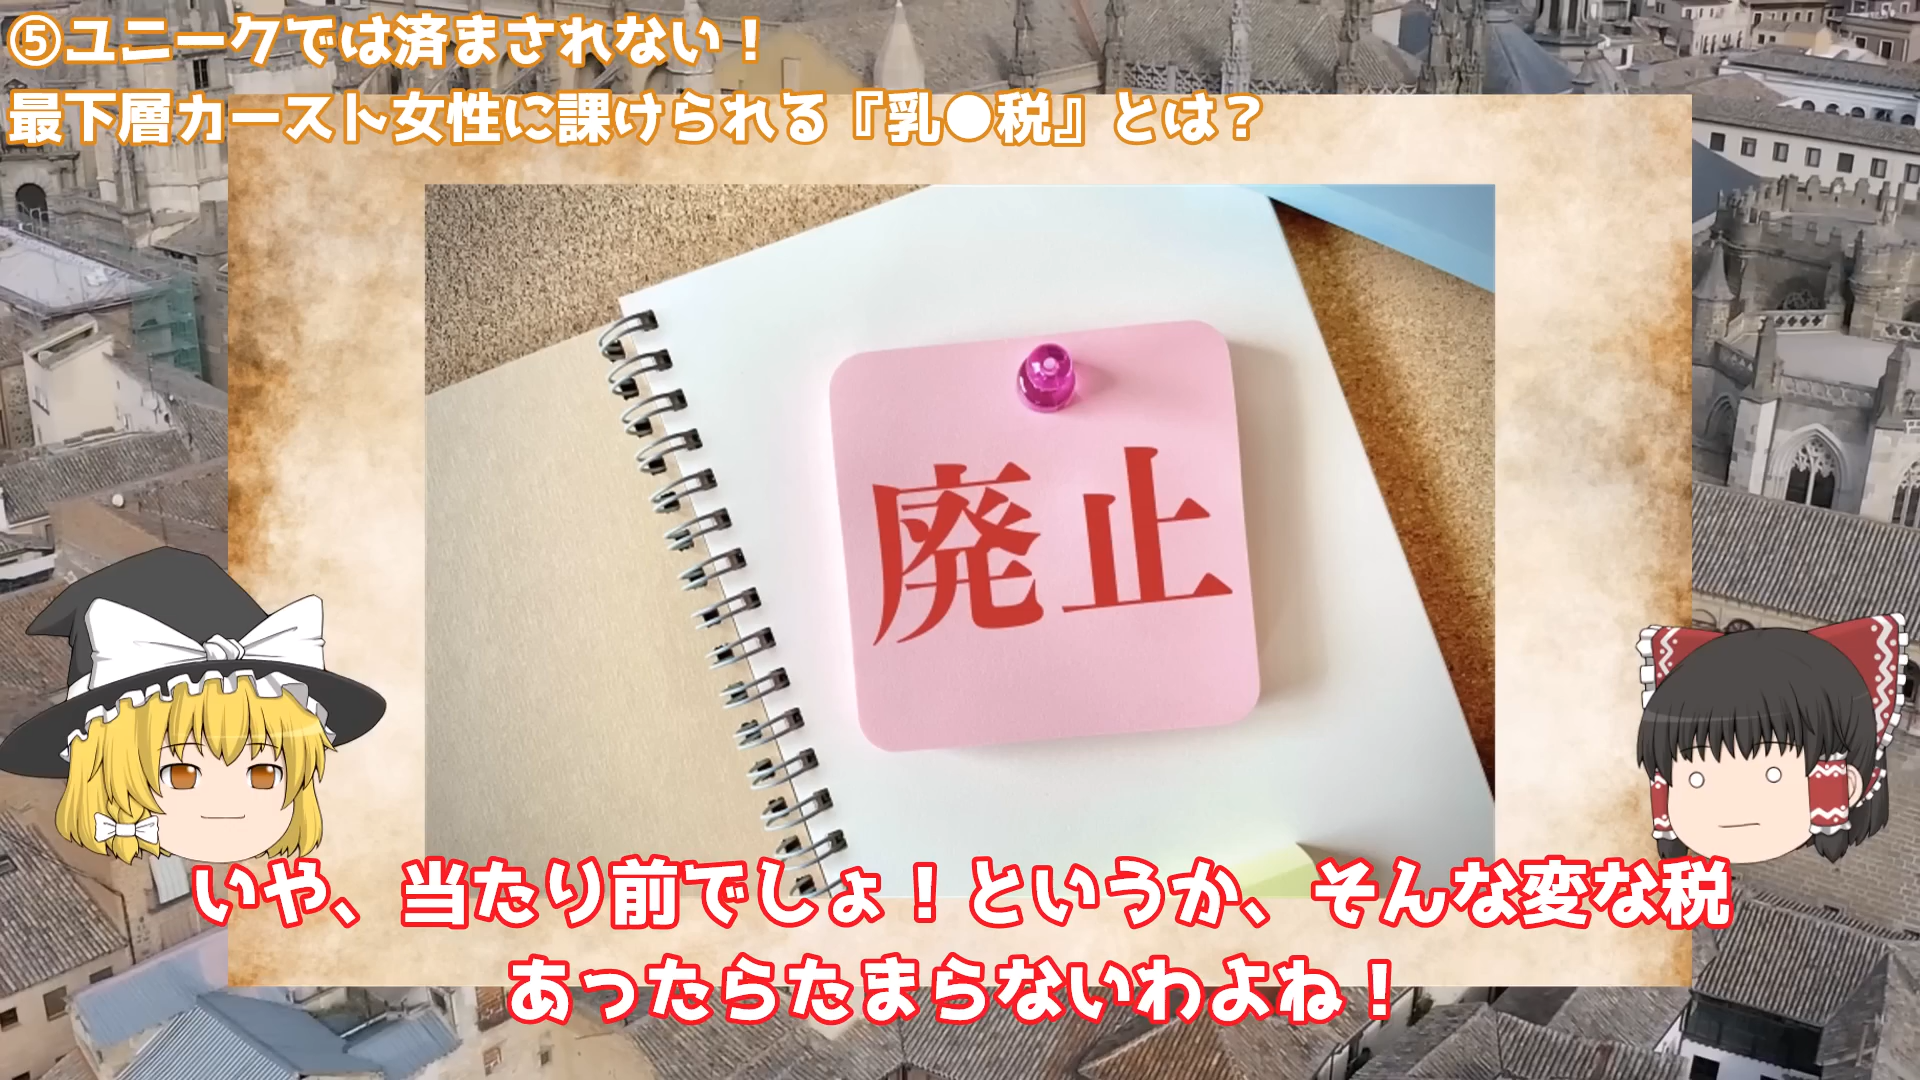 ⑤ユニークでは済まされない！
最下層カースト女性に課けられる『乳●税』とは？
廃止
いや、当たり前でしょ！というか、そんな変な税
あったらたまらないわよね！